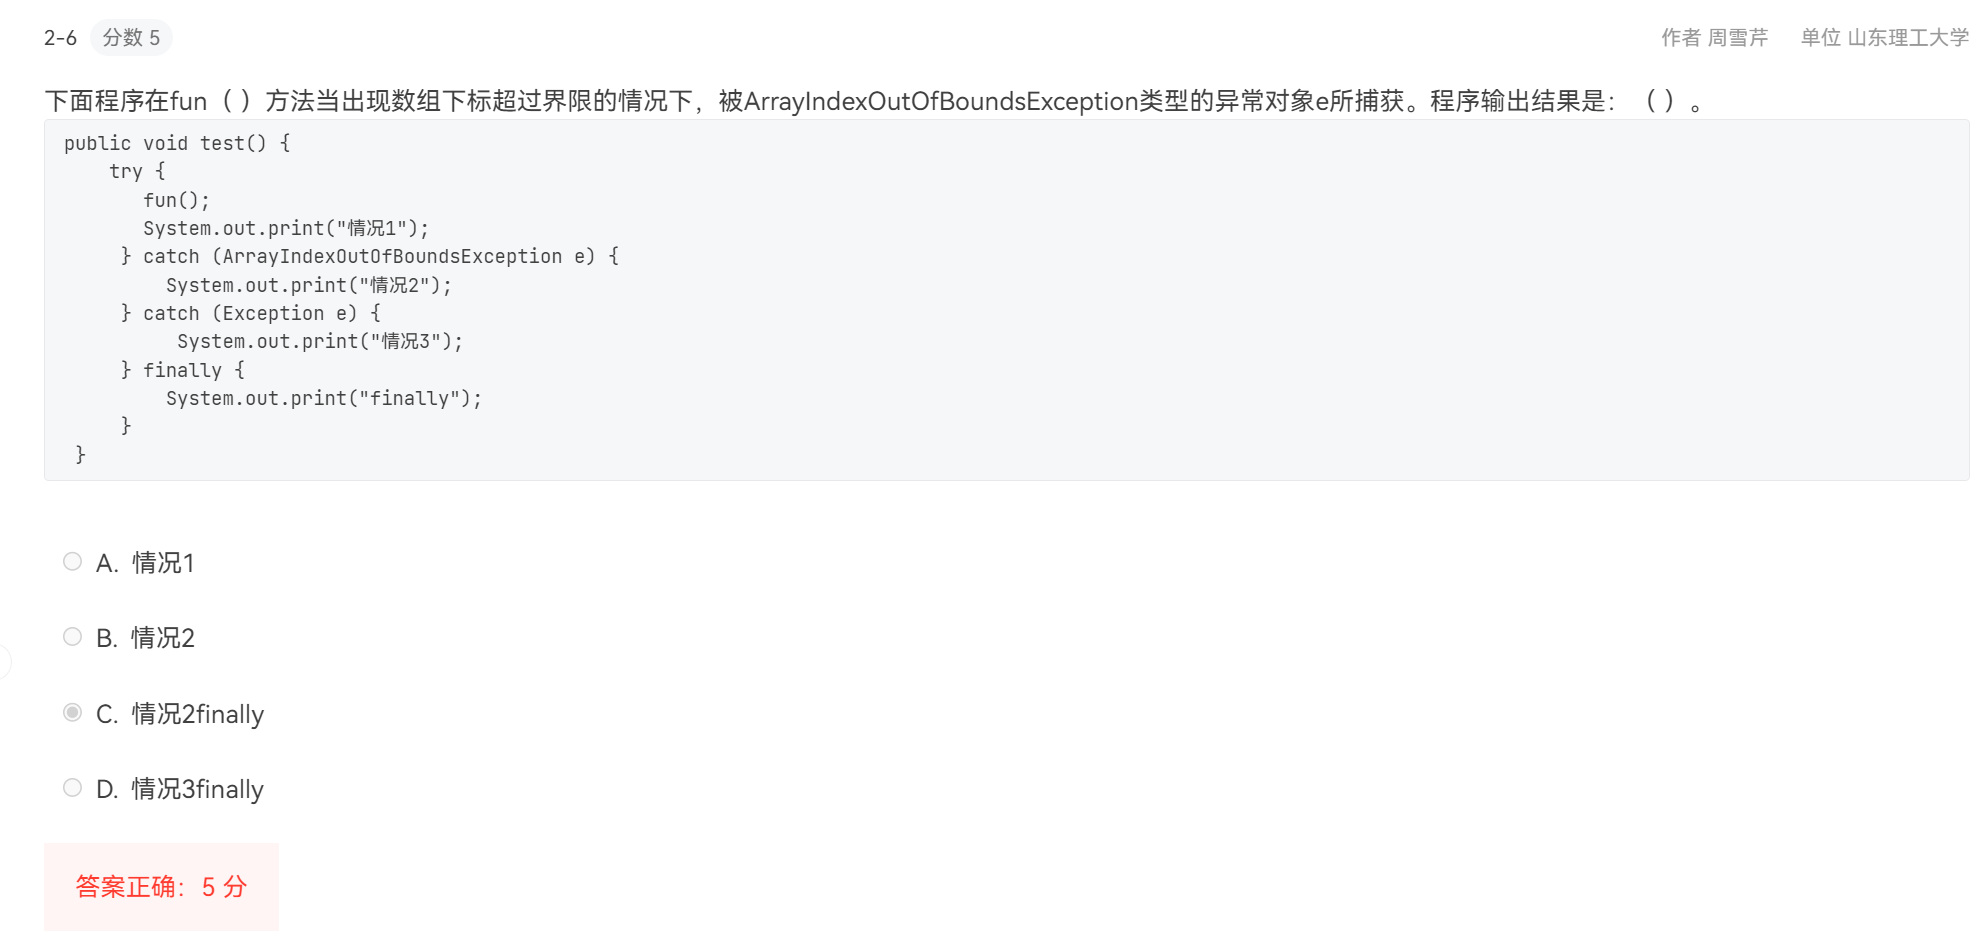 2-6 分数 5 作者 周雪芹 单位 山东理工大学
下面程序在fun（ ）方法当出现数组下标超过界限的情况下，被ArrayIndexOutOfBoundsException类型的异常对象e所捕获。程序输出结果是：（ ）。
public void test() {
    try {
       fun();
       System.out.print("情况1");
     } catch (ArrayIndexOutOfBoundsException e) {
         System.out.print("情况2");
     } catch (Exception e) {
          System.out.print("情况3");
     } finally {
         System.out.print("finally");
     }
 }
A. 情况1
B. 情况2
C. 情况2finally
D. 情况3finally
答案正确：5 分